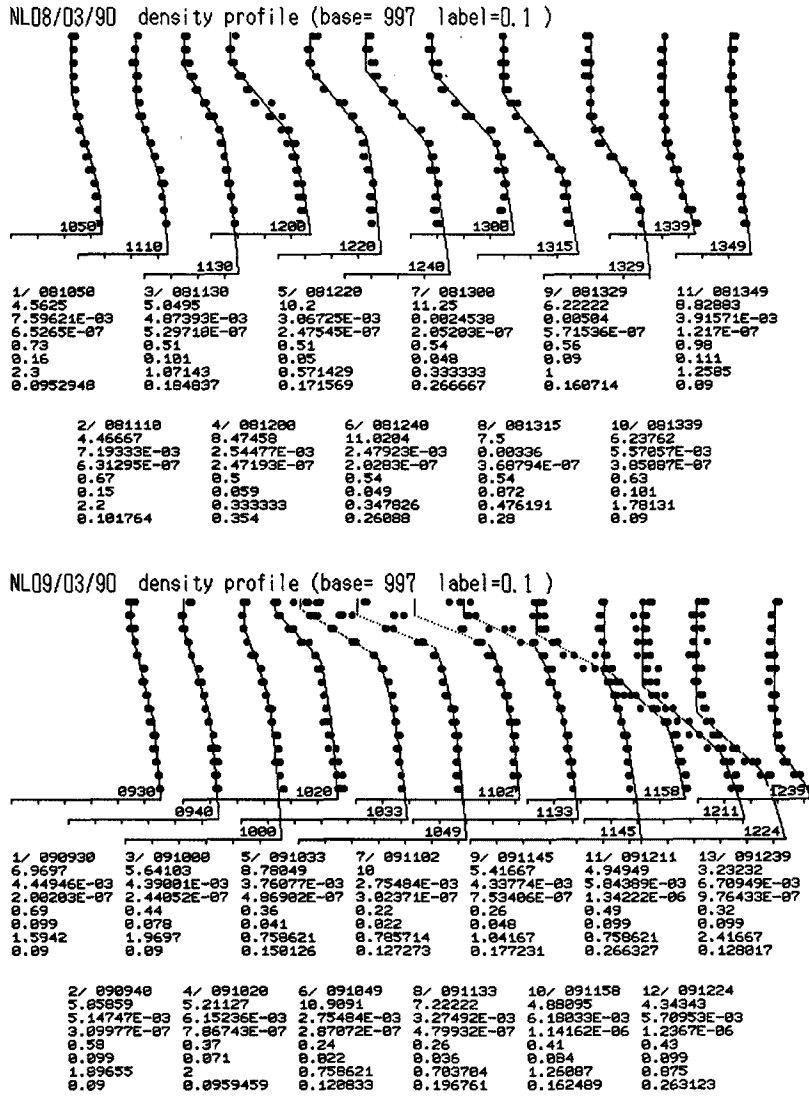 NL08/03/90 density profile (base= 997 label=0.1 )
1050 1200 1300 1339
1110 1220 1315 1349
1130 1240 1329
1/ 081050 3/ 081130 5/ 081220 7/ 081300 9/ 081329 11/ 081349
4.5625 5.0495 10.2 11.25 6.22222 8.82883
7.59621E-03 4.87393E-03 3.06725E-03 0.0024538 0.00504 3.91571E-03
6.5265E-07 5.29718E-07 2.47545E-07 2.05203E-07 5.71536E-07 1.217E-07
0.73 0.51 0.51 0.54 0.56 0.98
0.16 0.101 0.05 0.048 0.09 0.111
2.3 1.07143 0.571429 0.333333 1 1.2585
0.0952948 0.184837 0.171569 0.266667 0.160714 0.09
2/ 081110 4/ 081200 6/ 081240 8/ 081315 10/ 081339
4.46667 8.47458 11.0204 7.5 6.23762
7.19333E-03 2.54477E-03 2.47923E-03 0.00336 5.57057E-03
6.31295E-07 2.47193E-07 2.0283E-07 3.68794E-07 3.85087E-07
0.67 0.5 0.54 0.54 0.63
0.15 0.059 0.049 0.072 0.101
2.2 0.333333 0.347826 0.476191 1.78131
0.101764 0.354 0.26088 0.28 0.09
NL09/03/90 density profile (base= 997 label=0.1 )
0930 1020 1102 1158 1239
0940 1033 1133 1211
1000 1049 1145 1224
1/ 090930 3/ 091000 5/ 091033 7/ 091102 9/ 091145 11/ 091211 13/ 091239
6.9697 5.64103 8.78049 10 5.41667 4.94949 3.23232
4.44946E-03 4.39001E-03 3.76077E-03 2.75484E-03 4.33774E-03 5.84389E-03 6.70949E-03
2.00203E-07 2.44052E-07 4.86902E-07 3.02371E-07 7.53406E-07 1.34222E-06 9.76433E-07
0.69 0.44 0.36 0.22 0.26 0.49 0.32
0.099 0.078 0.041 0.022 0.048 0.099 0.099
1.5942 1.9697 0.758621 0.785714 1.04167 0.758621 2.41667
0.09 0.09 0.150126 0.127273 0.177231 0.266327 0.128017
2/ 090940 4/ 091020 6/ 091049 8/ 091133 10/ 091158 12/ 091224
5.85859 5.21127 10.9091 7.22222 4.88095 4.34343
5.14747E-03 6.15236E-03 2.75484E-03 3.27492E-03 6.18033E-03 5.70953E-03
3.09977E-07 7.86743E-07 2.87072E-07 4.79932E-07 1.14162E-06 1.2367E-06
0.58 0.37 0.24 0.26 0.41 0.43
0.099 0.071 0.022 0.036 0.084 0.099
1.89655 2 0.758621 0.703704 1.26087 0.875
0.09 0.0959459 0.120833 0.196761 0.162489 0.263123